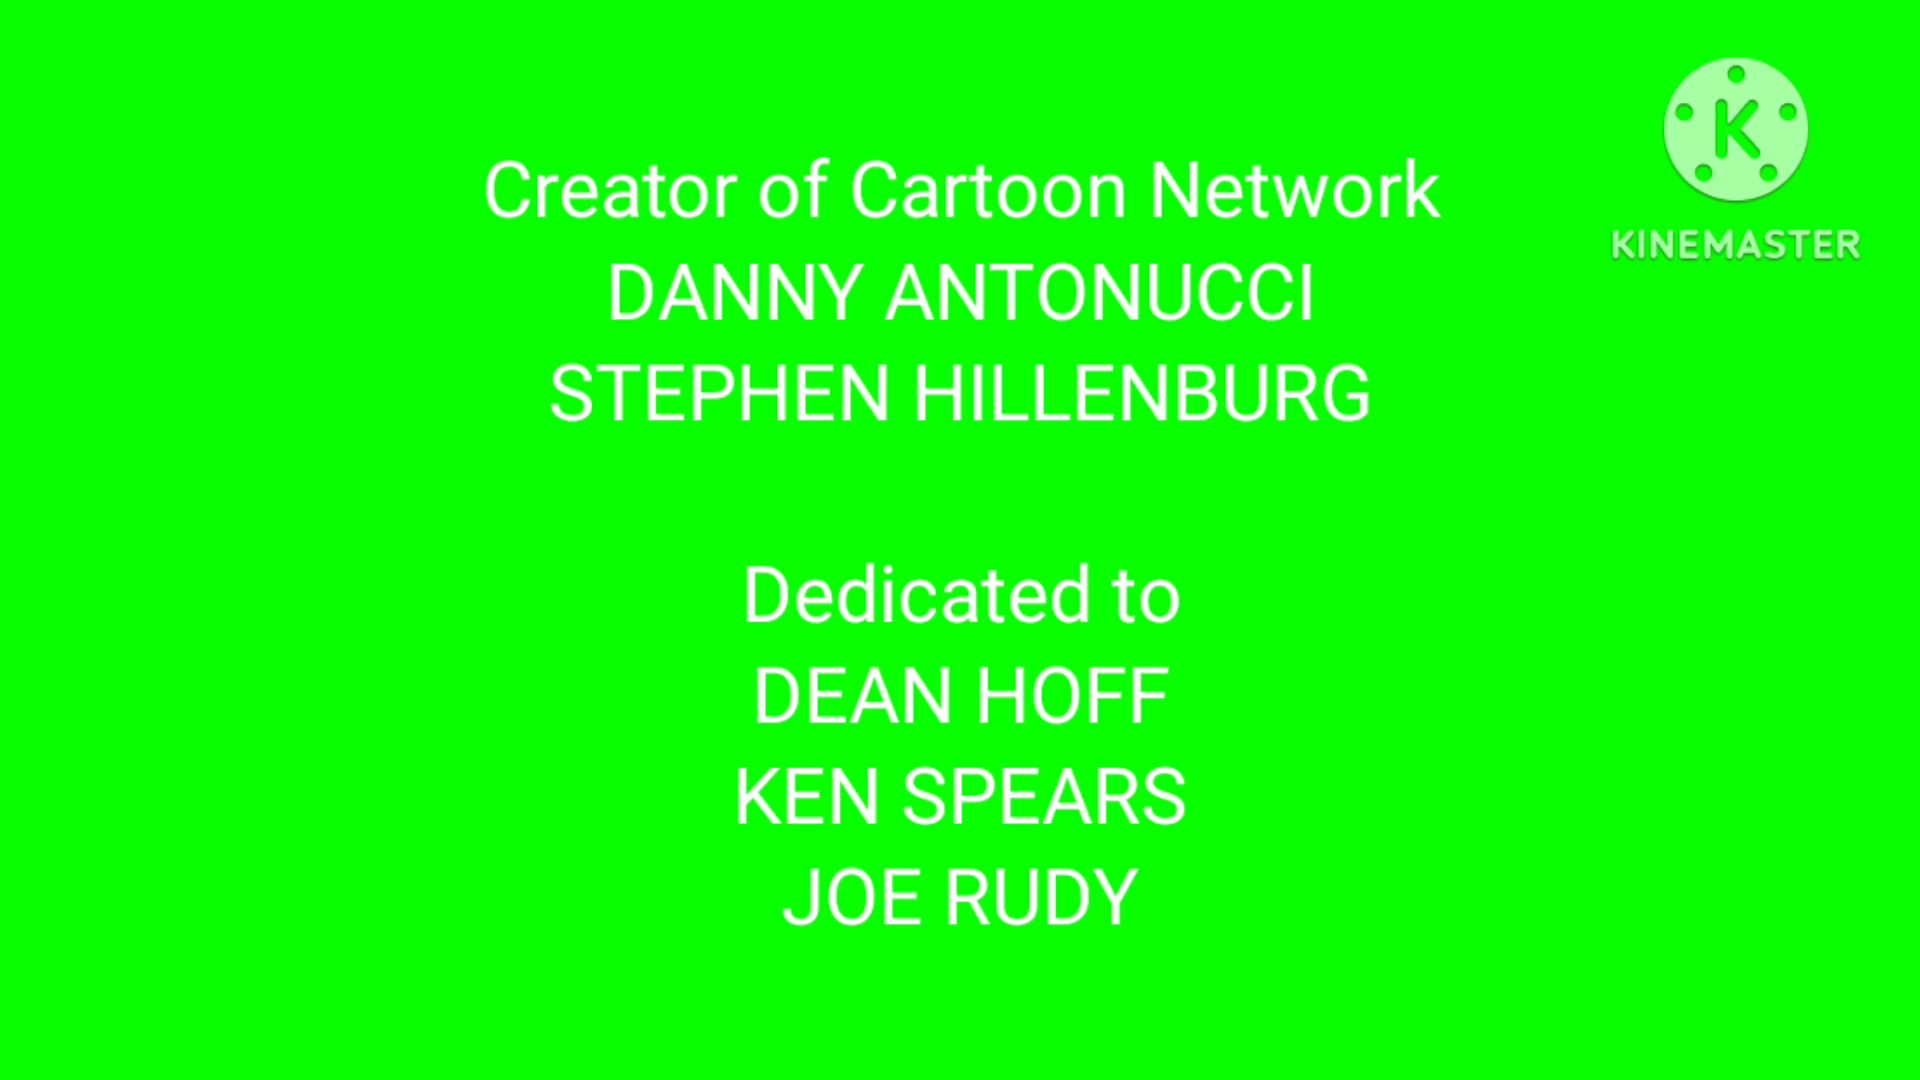 Creator of Cartoon Network
DANNY ANTONUCCI
STEPHEN HILLENBURG
Dedicated to
DEAN HOFF
KEN SPEARS
JOE RUDY
K
KINEMASTER